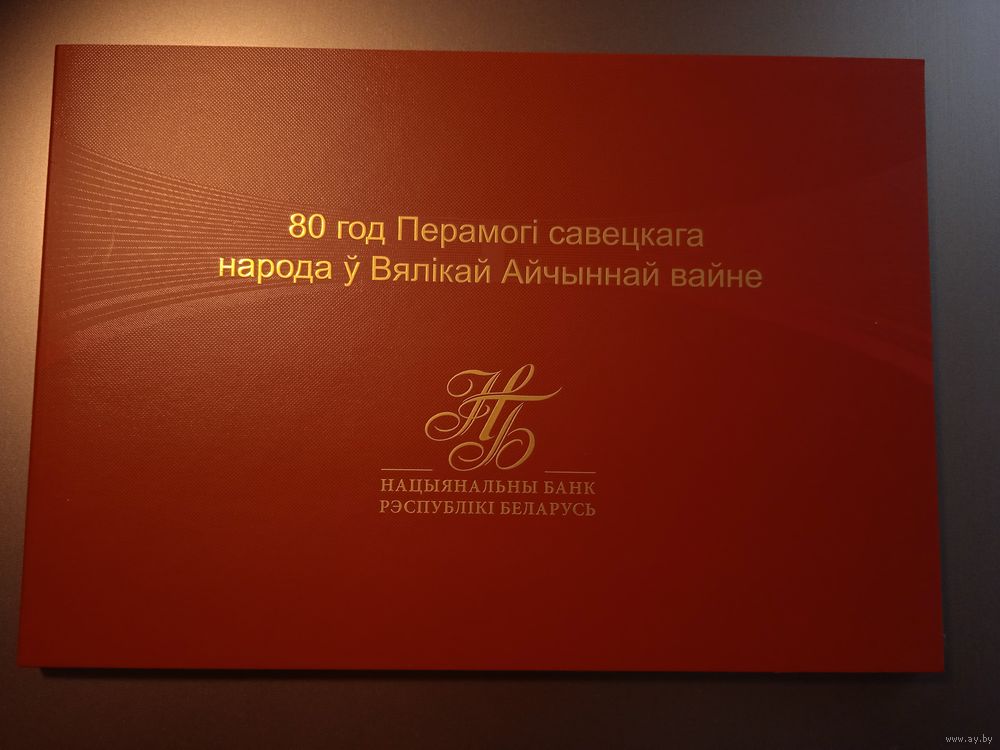 80 год Перамогі савецкага
народа ў Вялікай Айчыннай вайне
НБ
НАЦЫЯНАЛЬНЫ БАНК
РЭСПУБЛІКІ БЕЛАРУСЬ
www.ay.by